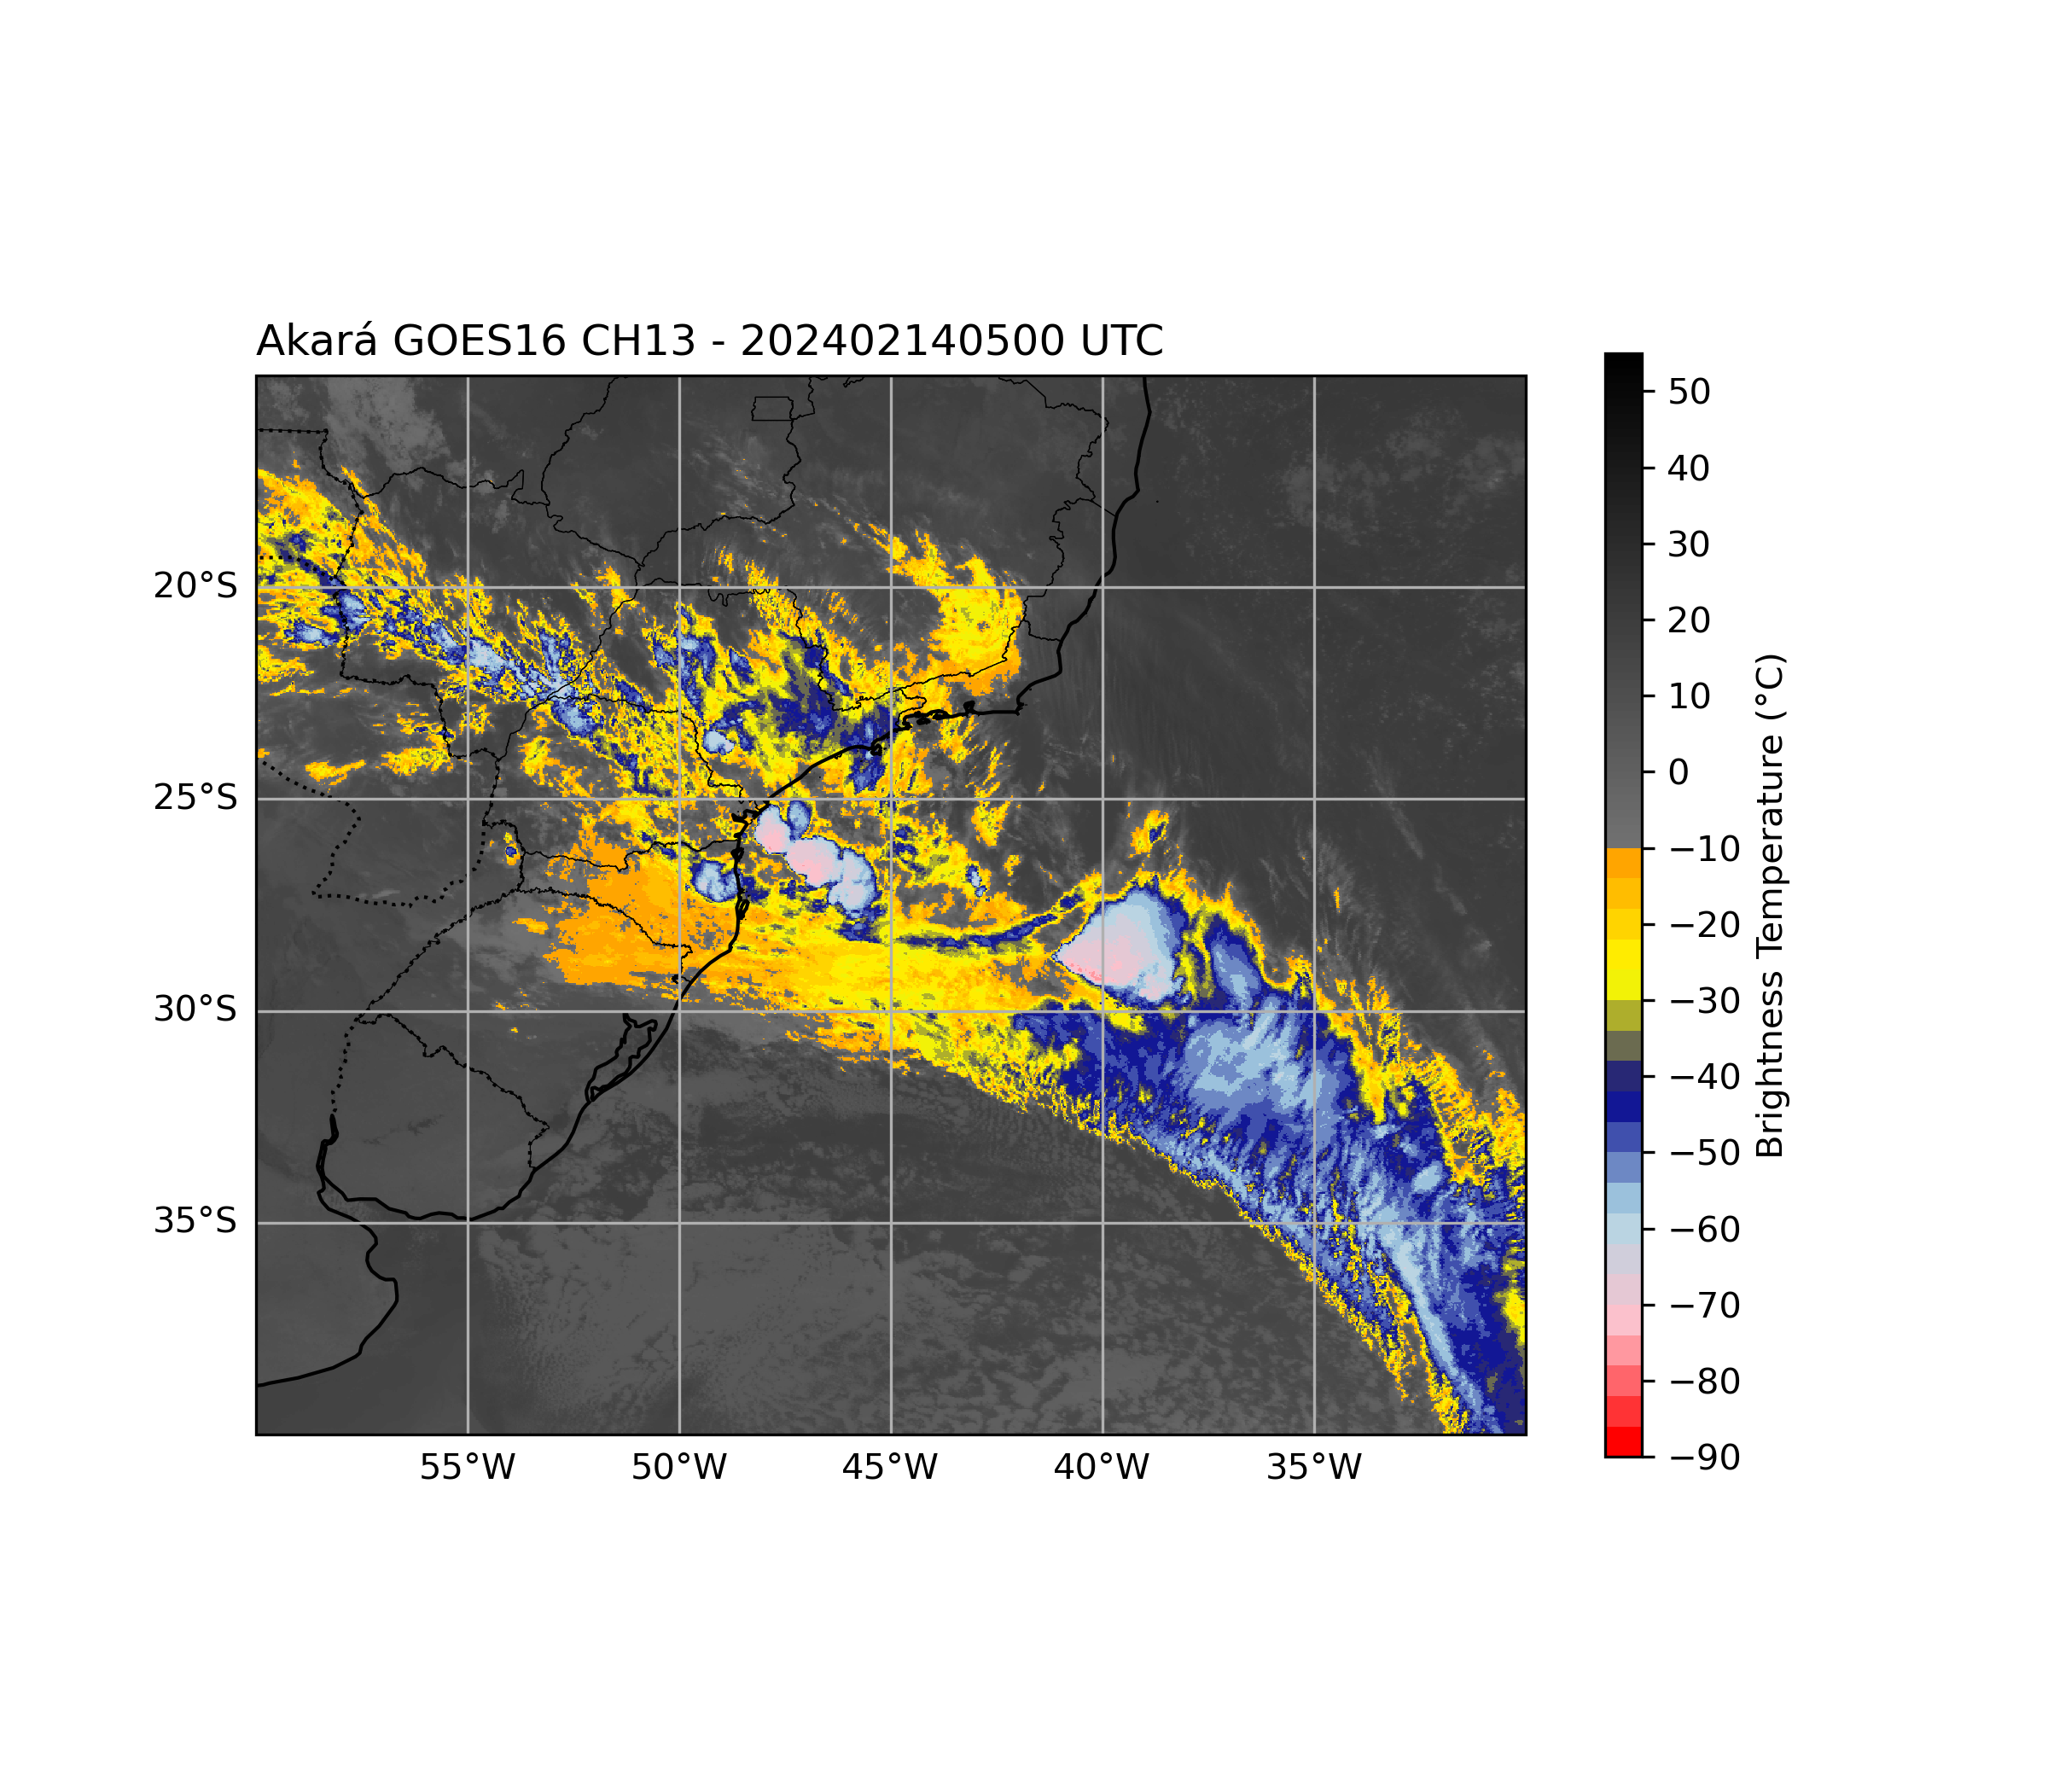 Akará GOES16 CH13 - 202402140500 UTC
20°S
25°S
30°S
35°S
55°W
50°W
45°W
40°W
35°W
50
40
30
20
10
0
−10
−20
−30
−40
−50
−60
−70
−80
−90
Brightness Temperature (°C)